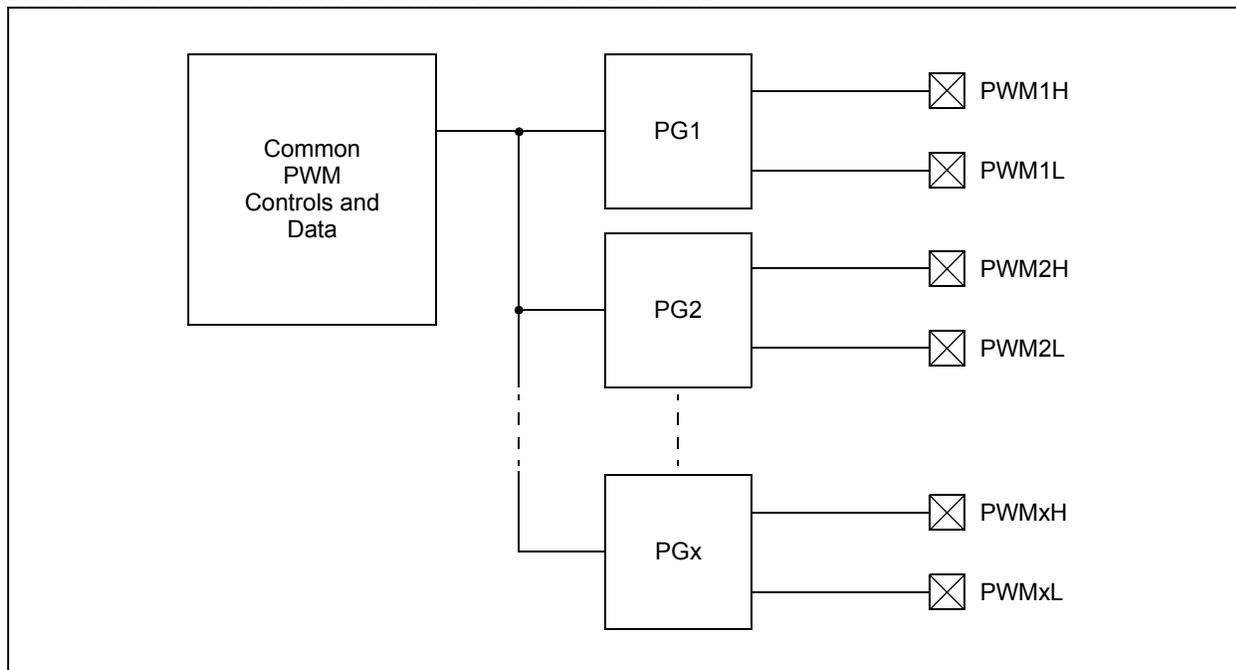 Common
PWM
Controls and
Data
PG1
PWM1H
PWM1L
PG2
PWM2H
PWM2L
PGx
PWMxH
PWMxL